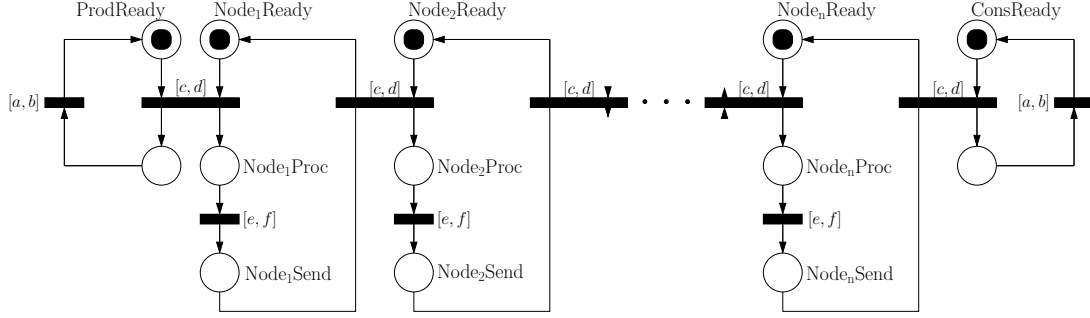 ProdReady Node₁Ready Node₂Ready NodeₙReady ConsReady
[a, b] [c, d] [c, d] [c, d] • • • [c, d] [c, d] [a, b]
Node₁Proc Node₂Proc NodeₙProc
[e, f] [e, f] [e, f]
Node₁Send Node₂Send NodeₙSend